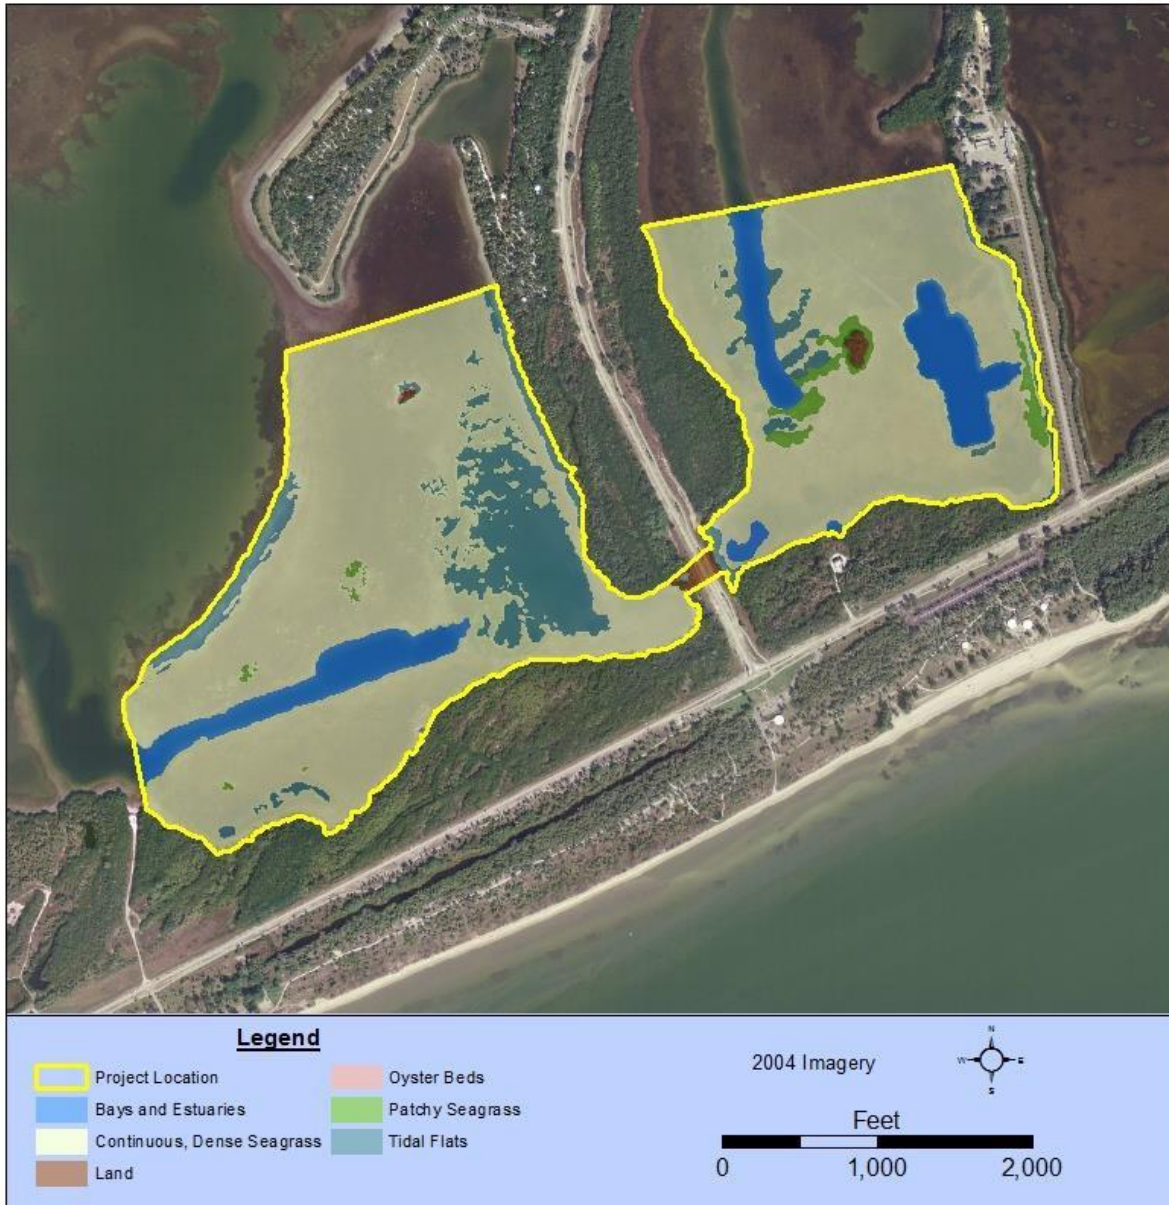 Legend
Project Location
Bays and Estuaries
Continuous, Dense Seagrass
Land
Oyster Beds
Patchy Seagrass
Tidal Flats
2004 Imagery
N
W E
S
Feet
0 1,000 2,000